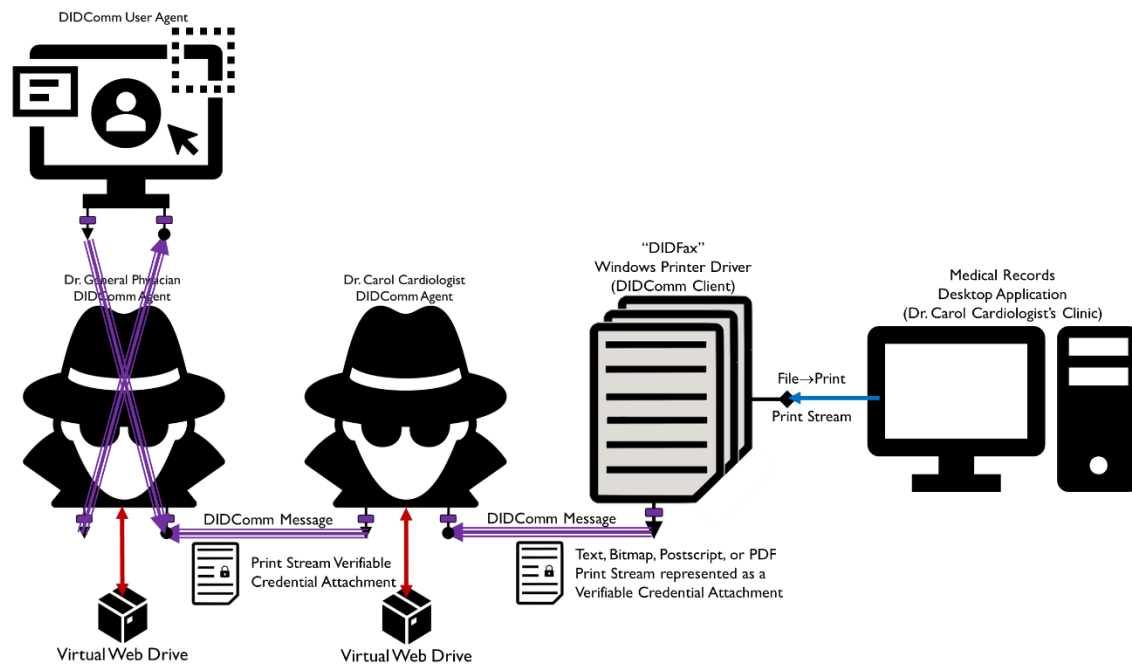 DIDComm User Agent
Dr. General Physician
DIDComm Agent
Dr. Carol Cardiologist
DIDComm Agent
“DIDFax”
Windows Printer Driver
(DIDComm Client)
Medical Records
Desktop Application
(Dr. Carol Cardiologist’s Clinic)
File→Print
Print Stream
DIDComm Message
Print Stream Verifiable
Credential Attachment
DIDComm Message
Text, Bitmap, Postscript, or PDF
Print Stream represented as a
Verifiable Credential Attachment
Virtual Web Drive
Virtual Web Drive